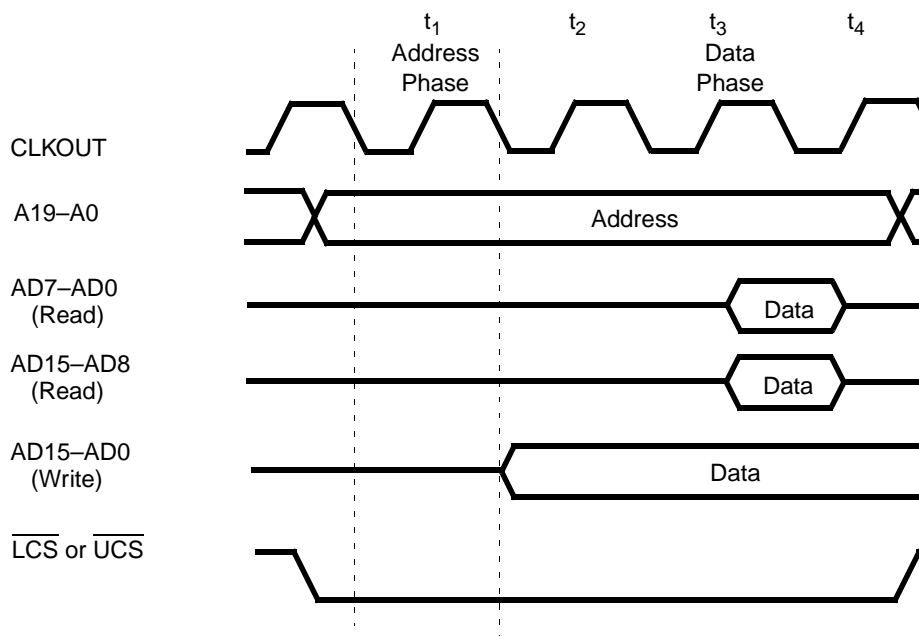 t1 t2 t3 t4
Address Phase
Data Phase
CLKOUT
A19–A0
Address
AD7–AD0
(Read)
Data
AD15–AD8
(Read)
Data
AD15–AD0
(Write)
Data
LCS or UCS